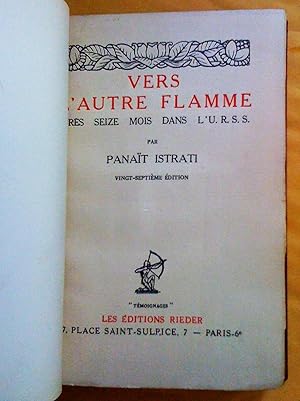 VERS
L'AUTRE FLAMME
RÈS SEIZE MOIS DANS L'U. R. S. S.
PAR
PANAÏT ISTRATI
VINGT-SEPTIÈME ÉDITION
"TÉMOIGNAGES"
LES ÉDITIONS RIEDER
7, PLACE SAINT-SULPICE, 7 — PARIS-6e